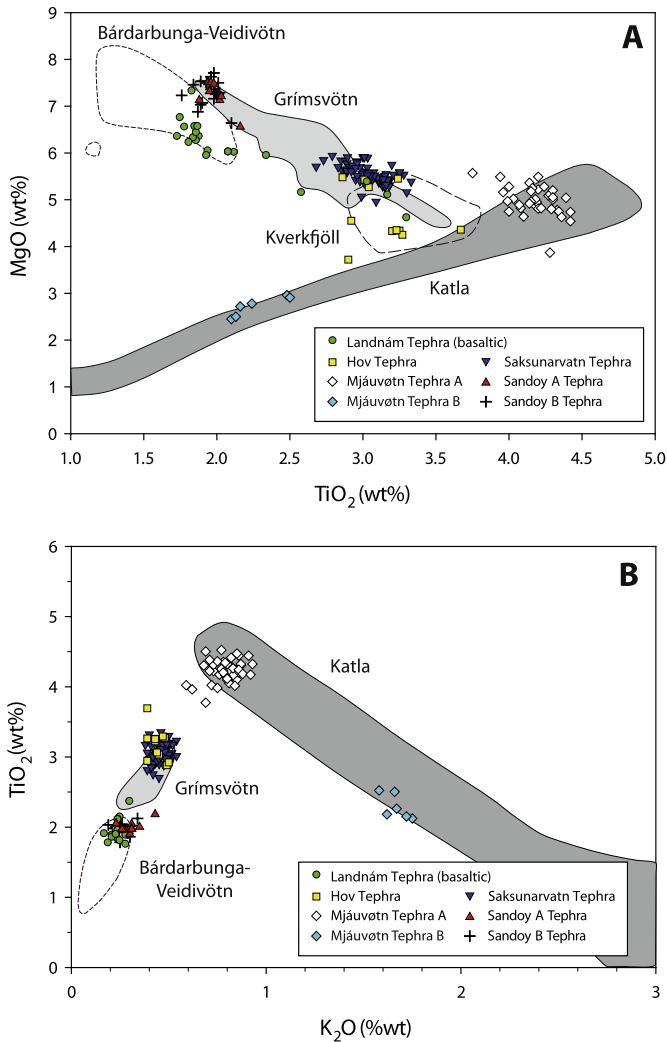 A
Bárdarbunga-Veidivötn
Grímsvötn
Kverkfjöll
Katla
MgO (wt%)
9
8
7
6
5
4
3
2
1
0
Landnám Tephra (basaltic)
Hov Tephra
Saksunarvatn Tephra
Mjáuvøtn Tephra A
Sandoy A Tephra
Mjáuvøtn Tephra B
Sandoy B Tephra
1.0 1.5 2.0 2.5 3.0 3.5 4.0 4.5 5.0
TiO2 (wt%)
B
Katla
Grímsvötn
Bárdarbunga-
Veidivötn
TiO2 (wt%)
6
5
4
3
2
1
0
Landnám Tephra (basaltic)
Hov Tephra
Saksunarvatn Tephra
Mjáuvøtn Tephra A
Sandoy A Tephra
Mjáuvøtn Tephra B
Sandoy B Tephra
0 1 2 3
K2O (%wt)